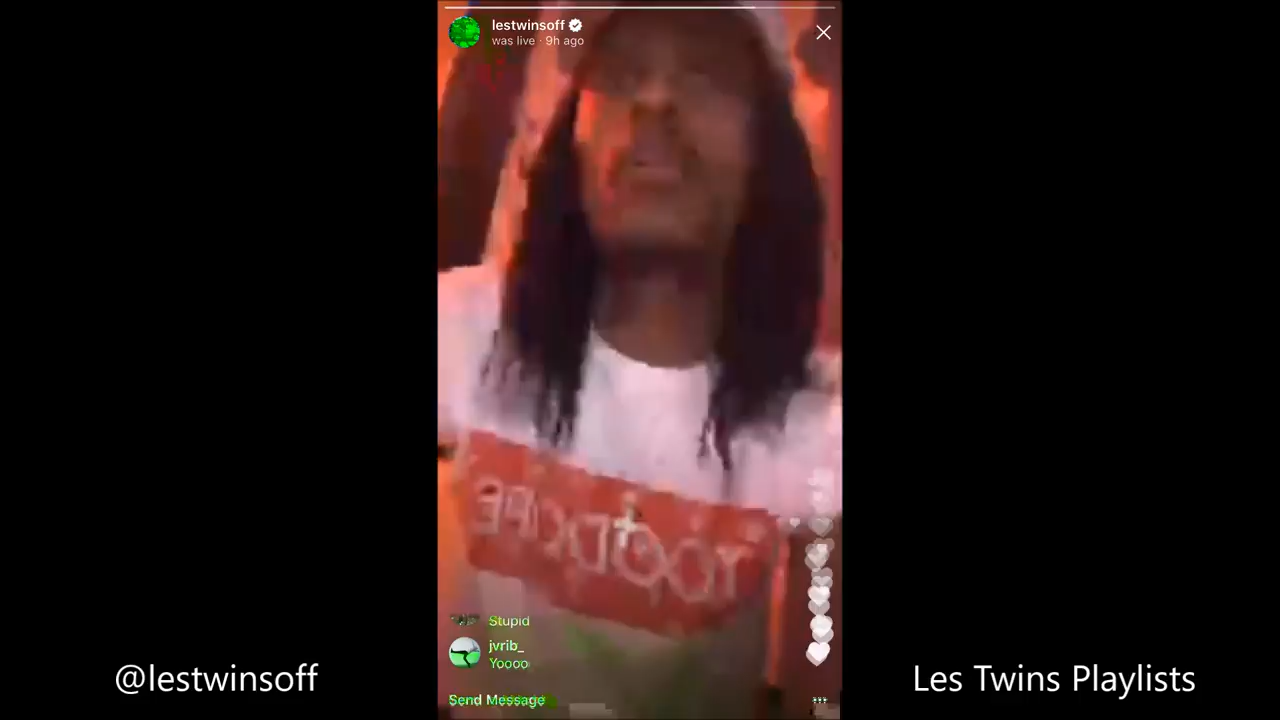 lestwinsoff
was live · 9h ago
Stupid
jvrib_
Yoooo
Send Message
@lestwinsoff
Les Twins Playlists